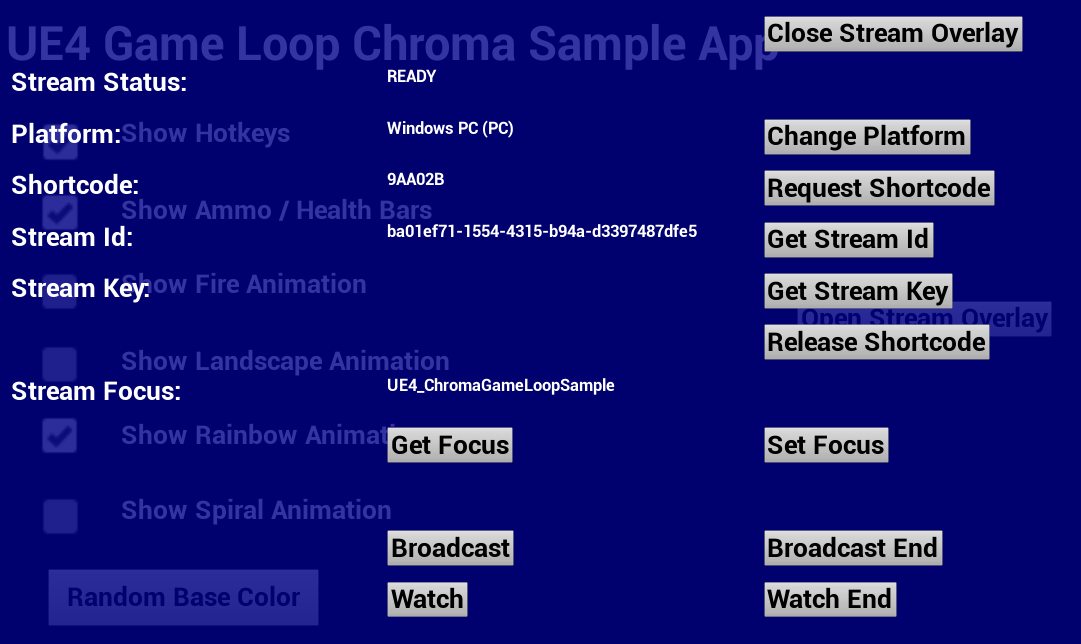 UE4 Game Loop Chroma Sample App
Close Stream Overlay
Stream Status:
READY
Platform:
Show Hotkeys
Windows PC (PC)
Change Platform
Shortcode:
9AA02B
Request Shortcode
Show Ammo / Health Bars
Stream Id:
ba01ef71-1554-4315-b94a-d3397487dfe5
Get Stream Id
Stream Key:
Show Fire Animation
Get Stream Key
Open Stream Overlay
Release Shortcode
Show Landscape Animation
Stream Focus:
UE4_ChromaGameLoopSample
Show Rainbow Animation
Get Focus
Set Focus
Show Spiral Animation
Broadcast
Broadcast End
Random Base Color
Watch
Watch End